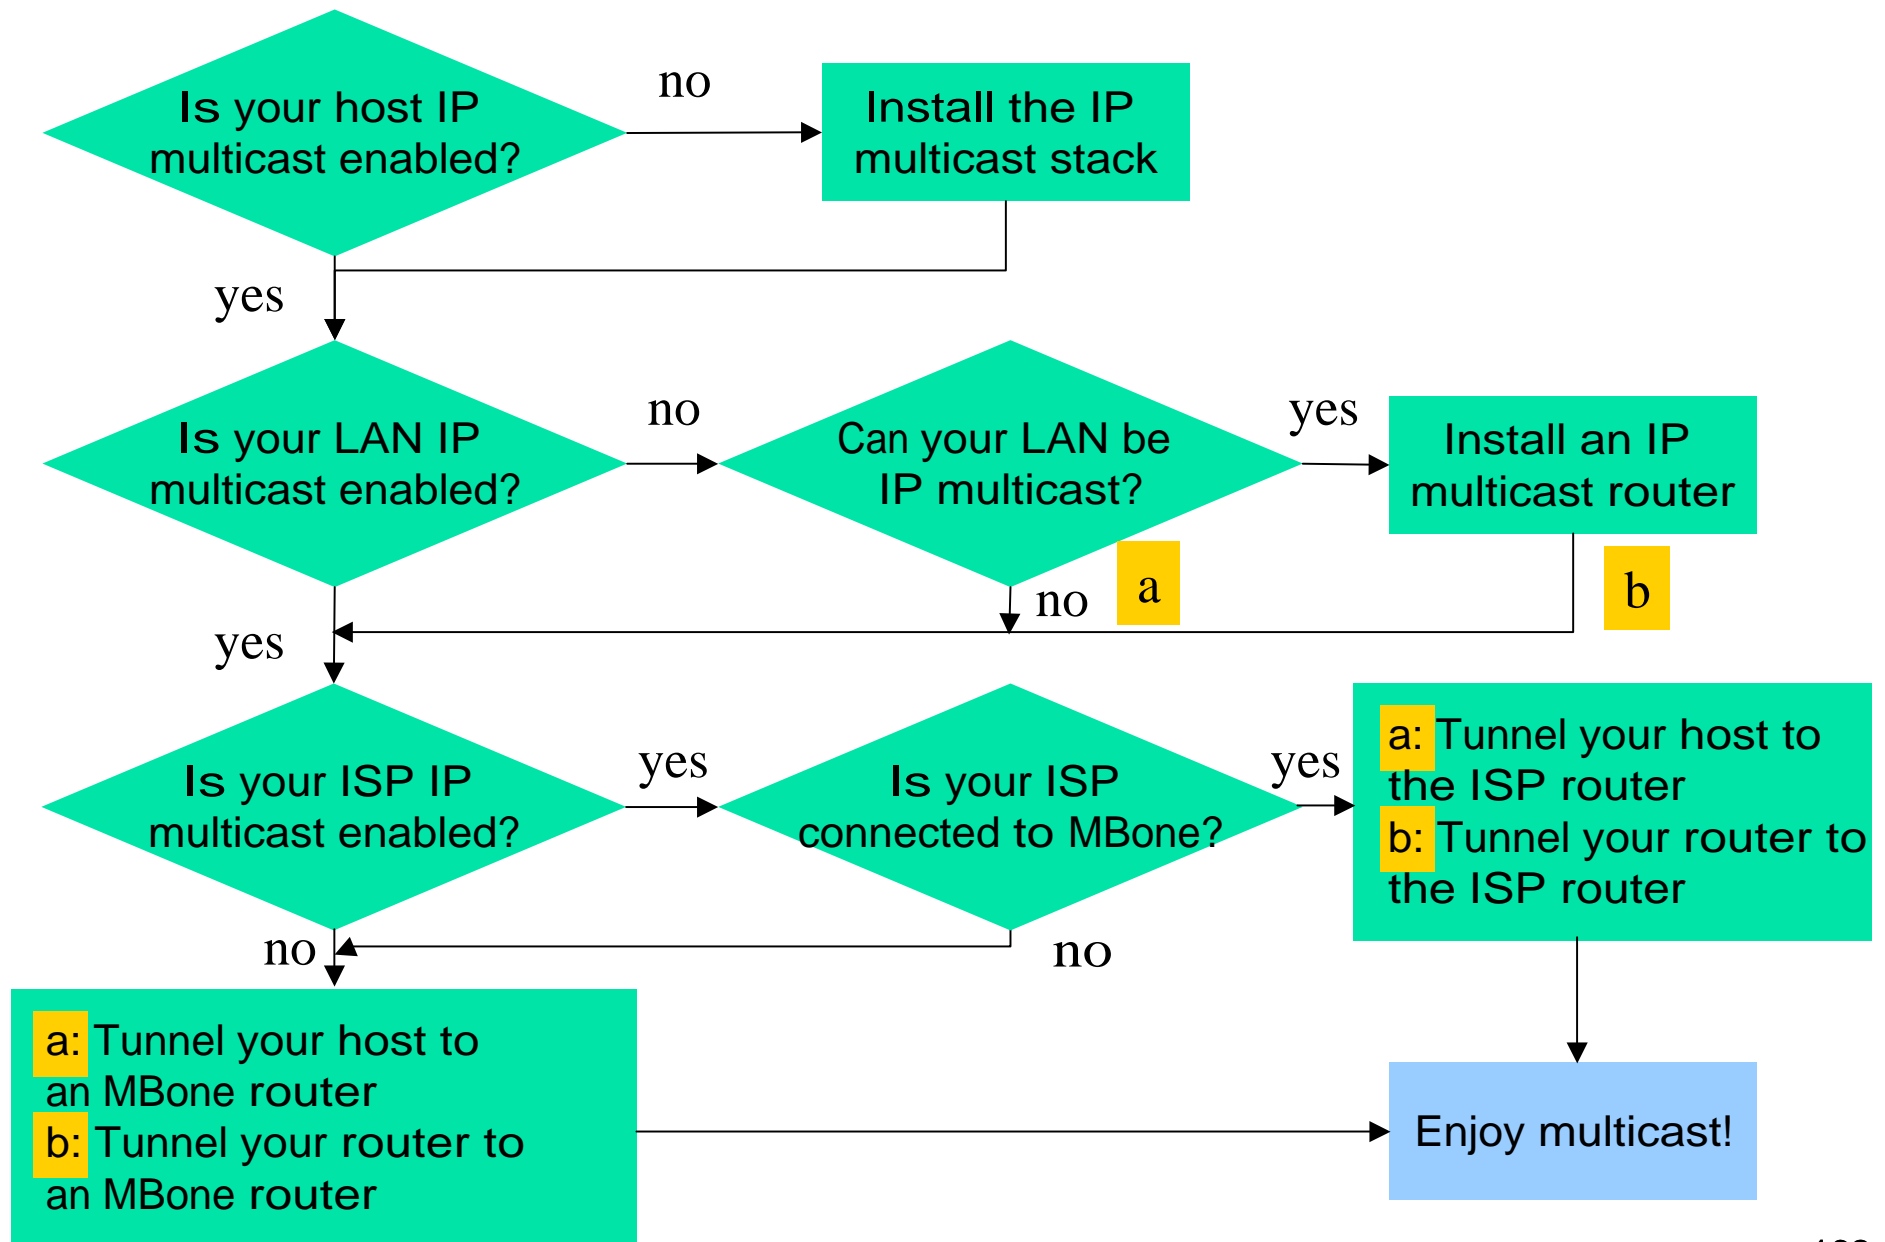 Is your host IP
multicast enabled?
no
Install the IP
multicast stack
yes
Is your LAN IP
multicast enabled?
no
Can your LAN be
IP multicast?
yes
Install an IP
multicast router
no
a
b
yes
Is your ISP IP
multicast enabled?
yes
Is your ISP
connected to MBone?
yes
a: Tunnel your host to
the ISP router
b: Tunnel your router to
the ISP router
no
no
a: Tunnel your host to
an MBone router
b: Tunnel your router to
an MBone router
Enjoy multicast!